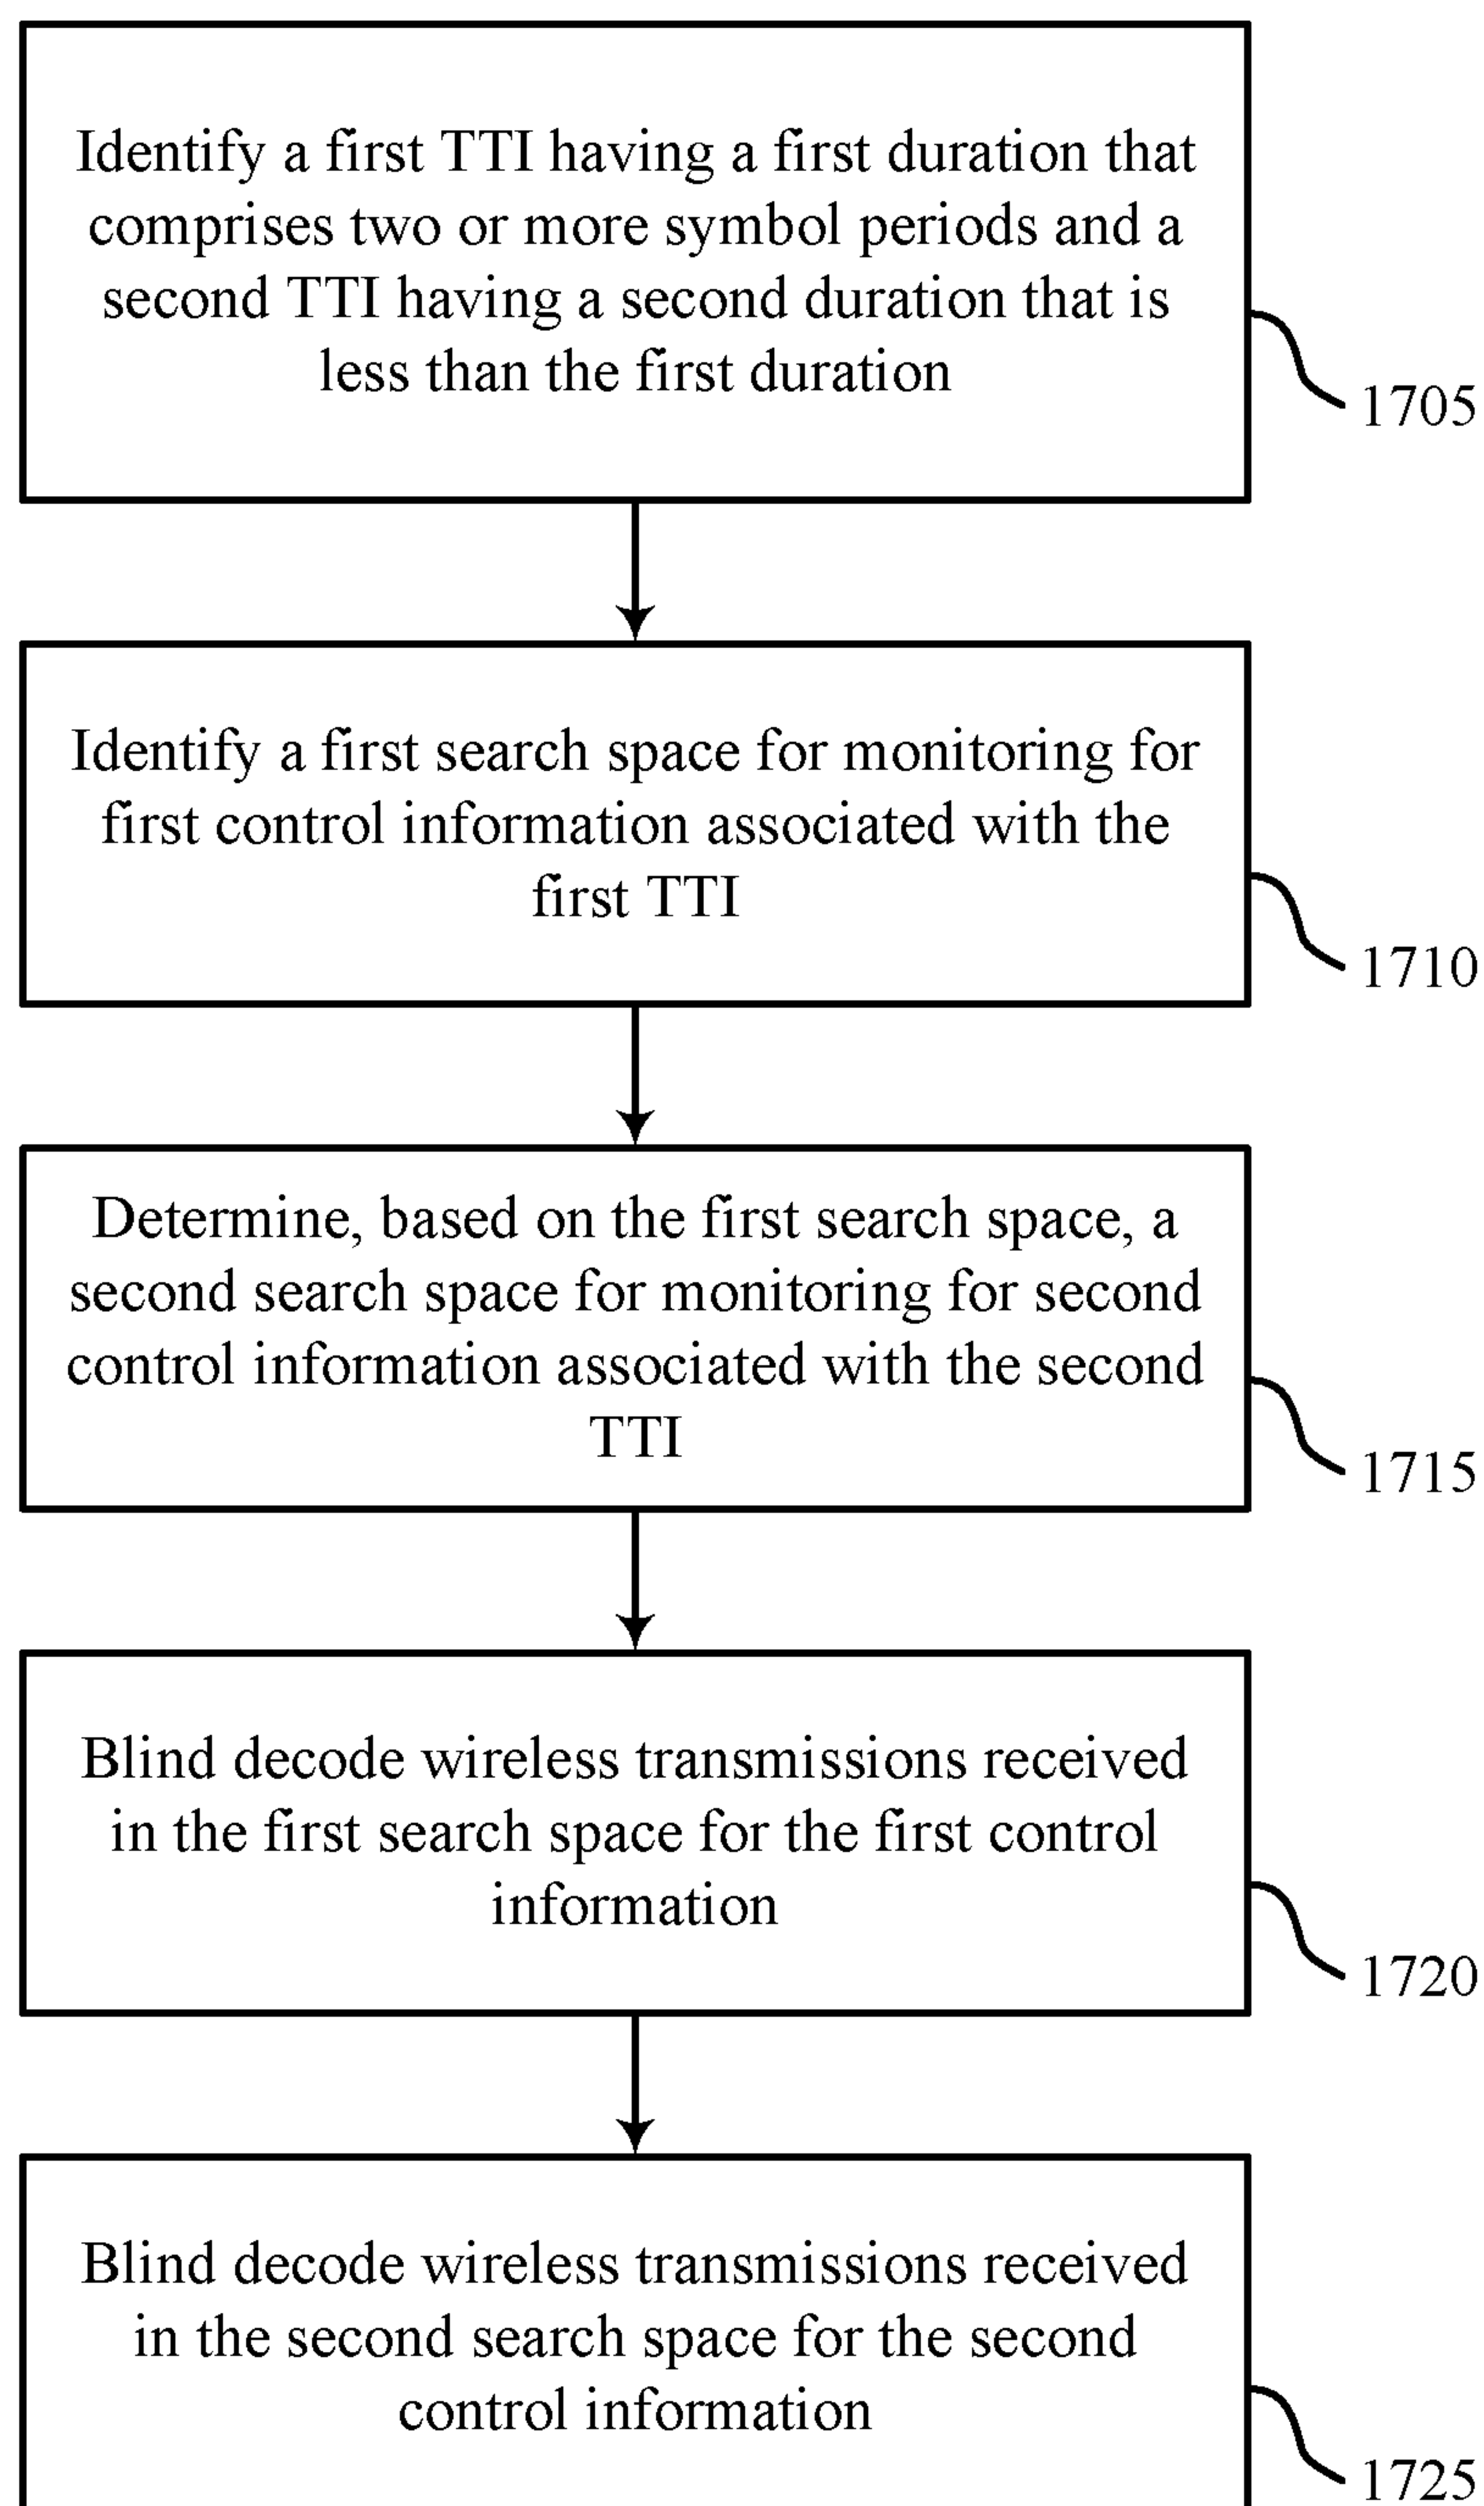 Identify a first TTI having a first duration that
comprises two or more symbol periods and a
second TTI having a second duration that is
less than the first duration
1705
Identify a first search space for monitoring for
first control information associated with the
first TTI
1710
Determine, based on the first search space, a
second search space for monitoring for second
control information associated with the second
TTI
1715
Blind decode wireless transmissions received
in the first search space for the first control
information
1720
Blind decode wireless transmissions received
in the second search space for the second
control information
1725